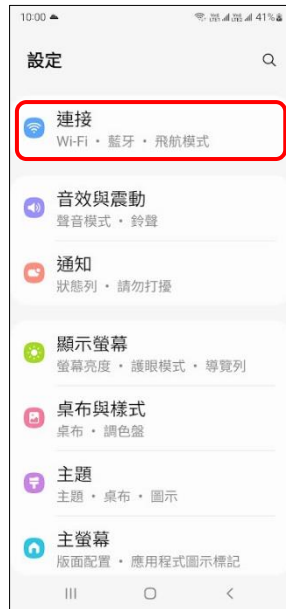 10:00 41%
設定
連接
Wi-Fi • 藍牙 • 飛航模式
音效與震動
聲音模式 • 鈴聲
通知
狀態列 • 請勿打擾
顯示螢幕
螢幕亮度 • 護眼模式 • 導覽列
桌布與樣式
桌布 • 調色盤
主題
主題 • 桌布 • 圖示
主螢幕
版面配置 • 應用程式圖示標記